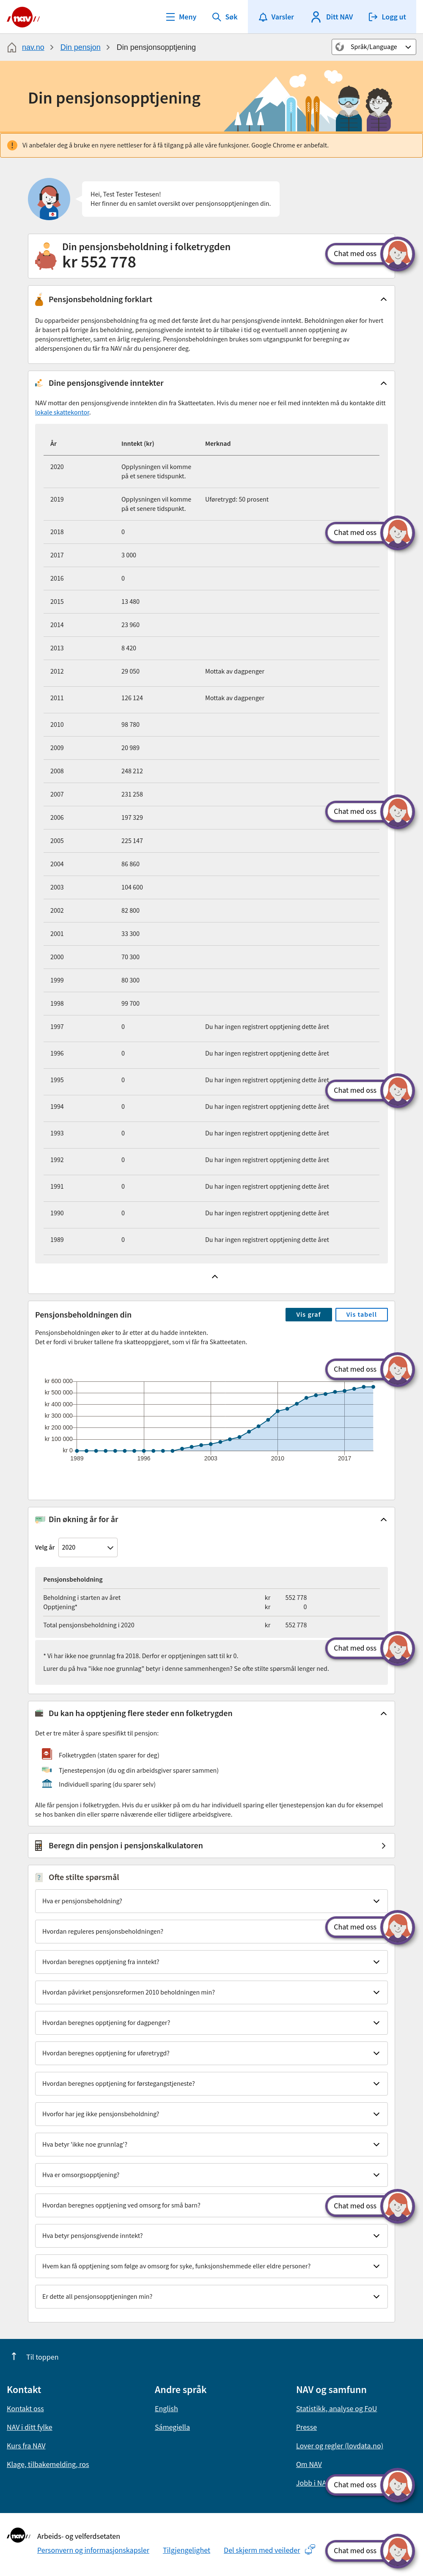 nav
Meny
Søk
Varsler
Ditt NAV
Logg ut
nav.no
Din pensjon
Din pensjonsopptjening
Språk/Language
Din pensjonsopptjening
Vi anbefaler deg å bruke en nyere nettleser for å få tilgang på alle våre funksjoner. Google Chrome er anbefalt.
Hei, Test Tester Testesen!
Her finner du en samlet oversikt over pensjonsopptjeningen din.
Din pensjonsbeholdning i folketrygden
kr 552 778
Chat med oss
Pensjonsbeholdning forklart
Du opparbeider pensjonsbeholdning fra og med det første året du har pensjonsgivende inntekt. Beholdningen øker for hvert
år basert på forrige års beholdning, pensjonsgivende inntekt to år tilbake i tid og eventuell annen opptjening av
pensjonsrettigheter, samt en årlig regulering. Pensjonsbeholdningen brukes som utgangspunkt for beregning av
alderspensjonen du får fra NAV når du pensjonerer deg.
Dine pensjonsgivende inntekter
NAV mottar den pensjonsgivende inntekten din fra Skatteetaten. Hvis du mener noe er feil med inntekten må du kontakte ditt
lokale skattekontor.
År Inntekt (kr) Merknad
2020 Opplysningen vil komme
på et senere tidspunkt.
2019 Opplysningen vil komme Uføretrygd: 50 prosent
på et senere tidspunkt.
2018 0
Chat med oss
2017 3 000
2016 0
2015 13 480
2014 23 960
2013 8 420
2012 29 050 Mottak av dagpenger
2011 126 124 Mottak av dagpenger
2010 98 780
2009 20 989
2008 248 212
2007 231 258
Chat med oss
2006 197 329
2005 225 147
2004 86 860
2003 104 600
2002 82 800
2001 33 300
2000 70 300
1999 80 300
1998 99 700
1997 0 Du har ingen registrert opptjening dette året
1996 0 Du har ingen registrert opptjening dette året
1995 0 Du har ingen registrert opptjening dette året
Chat med oss
1994 0 Du har ingen registrert opptjening dette året
1993 0 Du har ingen registrert opptjening dette året
1992 0 Du har ingen registrert opptjening dette året
1991 0 Du har ingen registrert opptjening dette året
1990 0 Du har ingen registrert opptjening dette året
1989 0 Du har ingen registrert opptjening dette året
Pensjonsbeholdningen din
Vis graf
Vis tabell
Pensjonsbeholdningen øker to år etter at du hadde inntekten.
Det er fordi vi bruker tallene fra skatteoppgjøret, som vi får fra Skatteetaten.
Chat med oss
kr 600 000
kr 500 000
kr 400 000
kr 300 000
kr 200 000
kr 100 000
kr 0
1989 1996 2003 2010 2017
Din økning år for år
Velg år 2020
Pensjonsbeholdning
Beholdning i starten av året kr 552 778
Opptjening* kr 0
Total pensjonsbeholdning i 2020 kr 552 778
Chat med oss
* Vi har ikke noe grunnlag fra 2018. Derfor er opptjeningen satt til kr 0.
Lurer du på hva "ikke noe grunnlag" betyr i denne sammenhengen? Se ofte stilte spørsmål lenger ned.
Du kan ha opptjening flere steder enn folketrygden
Det er tre måter å spare spesifikt til pensjon:
Folketrygden (staten sparer for deg)
Tjenestepensjon (du og din arbeidsgiver sparer sammen)
Individuell sparing (du sparer selv)
Alle får pensjon i folketrygden. Hvis du er usikker på om du har individuell sparing eller tjenestepensjon kan du for eksempel
se hos banken din eller spørre nåværende eller tidligere arbeidsgivere.
Beregn din pensjon i pensjonskalkulatoren
Ofte stilte spørsmål
Hva er pensjonsbeholdning?
Chat med oss
Hvordan reguleres pensjonsbeholdningen?
Hvordan beregnes opptjening fra inntekt?
Hvordan påvirket pensjonsreformen 2010 beholdningen min?
Hvordan beregnes opptjening for dagpenger?
Hvordan beregnes opptjening for uføretrygd?
Hvordan beregnes opptjening for førstegangstjeneste?
Hvorfor har jeg ikke pensjonsbeholdning?
Hva betyr 'ikke noe grunnlag'?
Hva er omsorgsopptjening?
Hvordan beregnes opptjening ved omsorg for små barn?
Chat med oss
Hva betyr pensjonsgivende inntekt?
Hvem kan få opptjening som følge av omsorg for syke, funksjonshemmede eller eldre personer?
Er dette all pensjonsopptjeningen min?
Til toppen
Kontakt
Kontakt oss
NAV i ditt fylke
Kurs fra NAV
Klage, tilbakemelding, ros
Andre språk
English
Sámegiella
NAV og samfunn
Statistikk, analyse og FoU
Presse
Lover og regler (lovdata.no)
Om NAV
Jobb i NA
Chat med oss
nav
Arbeids- og velferdsetaten
Personvern og informasjonskapsler
Tilgjengelighet
Del skjerm med veileder
Chat med oss